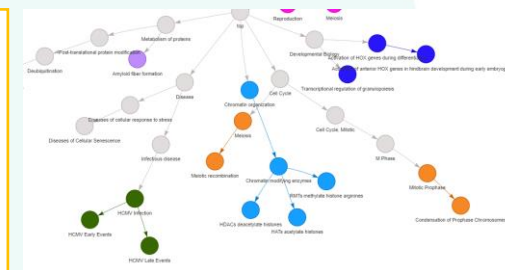 Reproduction
Meiosis
Hip
Metabolism of proteins
Post-translational protein modification
Developmental Biology
Deubiquitination
Amyloid fiber formation
Activation of HOX genes during differentiation
Activation of anterior HOX genes in hindbrain development during early embryog
Transcriptional regulation of granulopoiesis
Disease
Cell Cycle
Chromatin organization
Diseases of cellular response to stress
Meiosis
Diseases of Cellular Senescence
Cell Cycle, Mitotic
Infectious disease
M Phase
Meiotic recombination
Chromatin modifying enzymes
Mitotic Prophase
RMTs methylate histone arginines
HCMV Infection
Condensation of Prophase Chromosomes
HCMV Early Events
HDACs deacetylate histones
HATs acetylate histones
HCMV Late Events